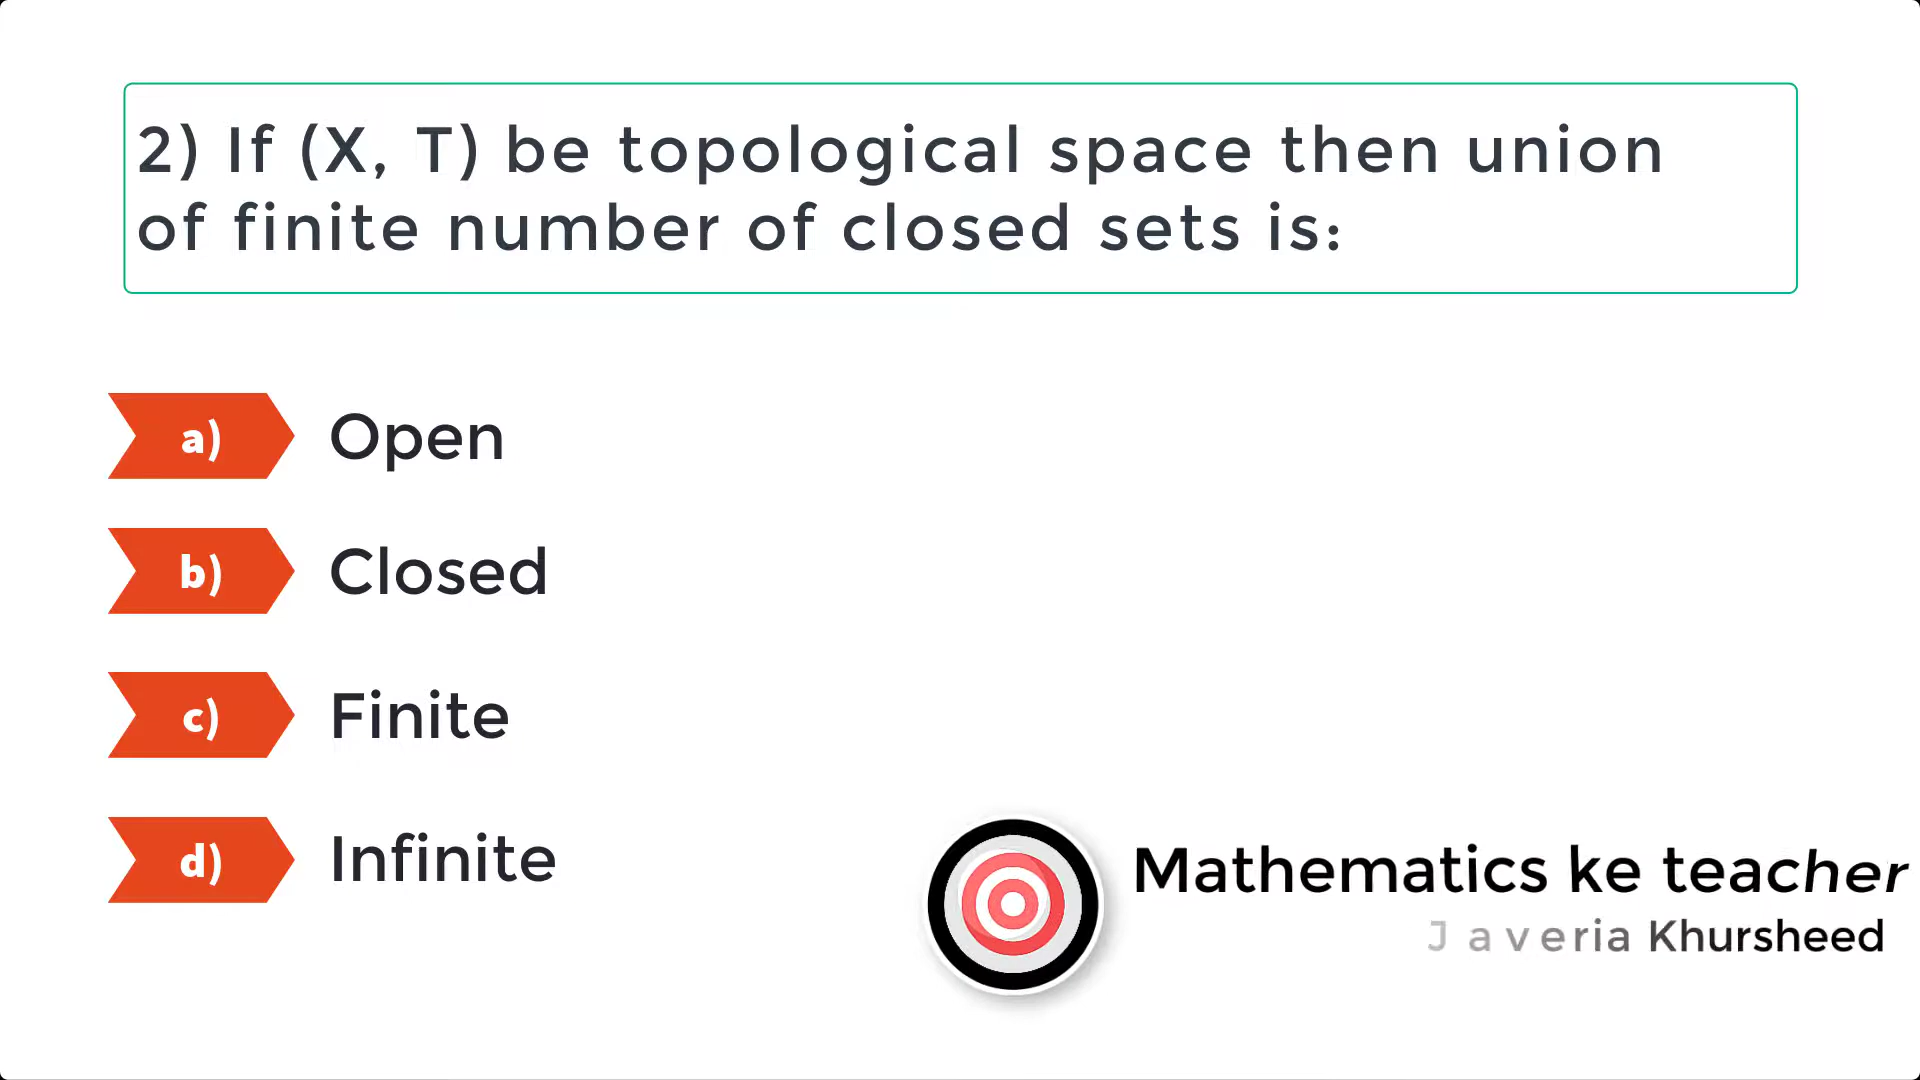 2) If (X, T) be topological space then union
of finite number of closed sets is:
a) Open
b) Closed
c) Finite
d) Infinite
Mathematics ke teacher
Javeria Khursheed